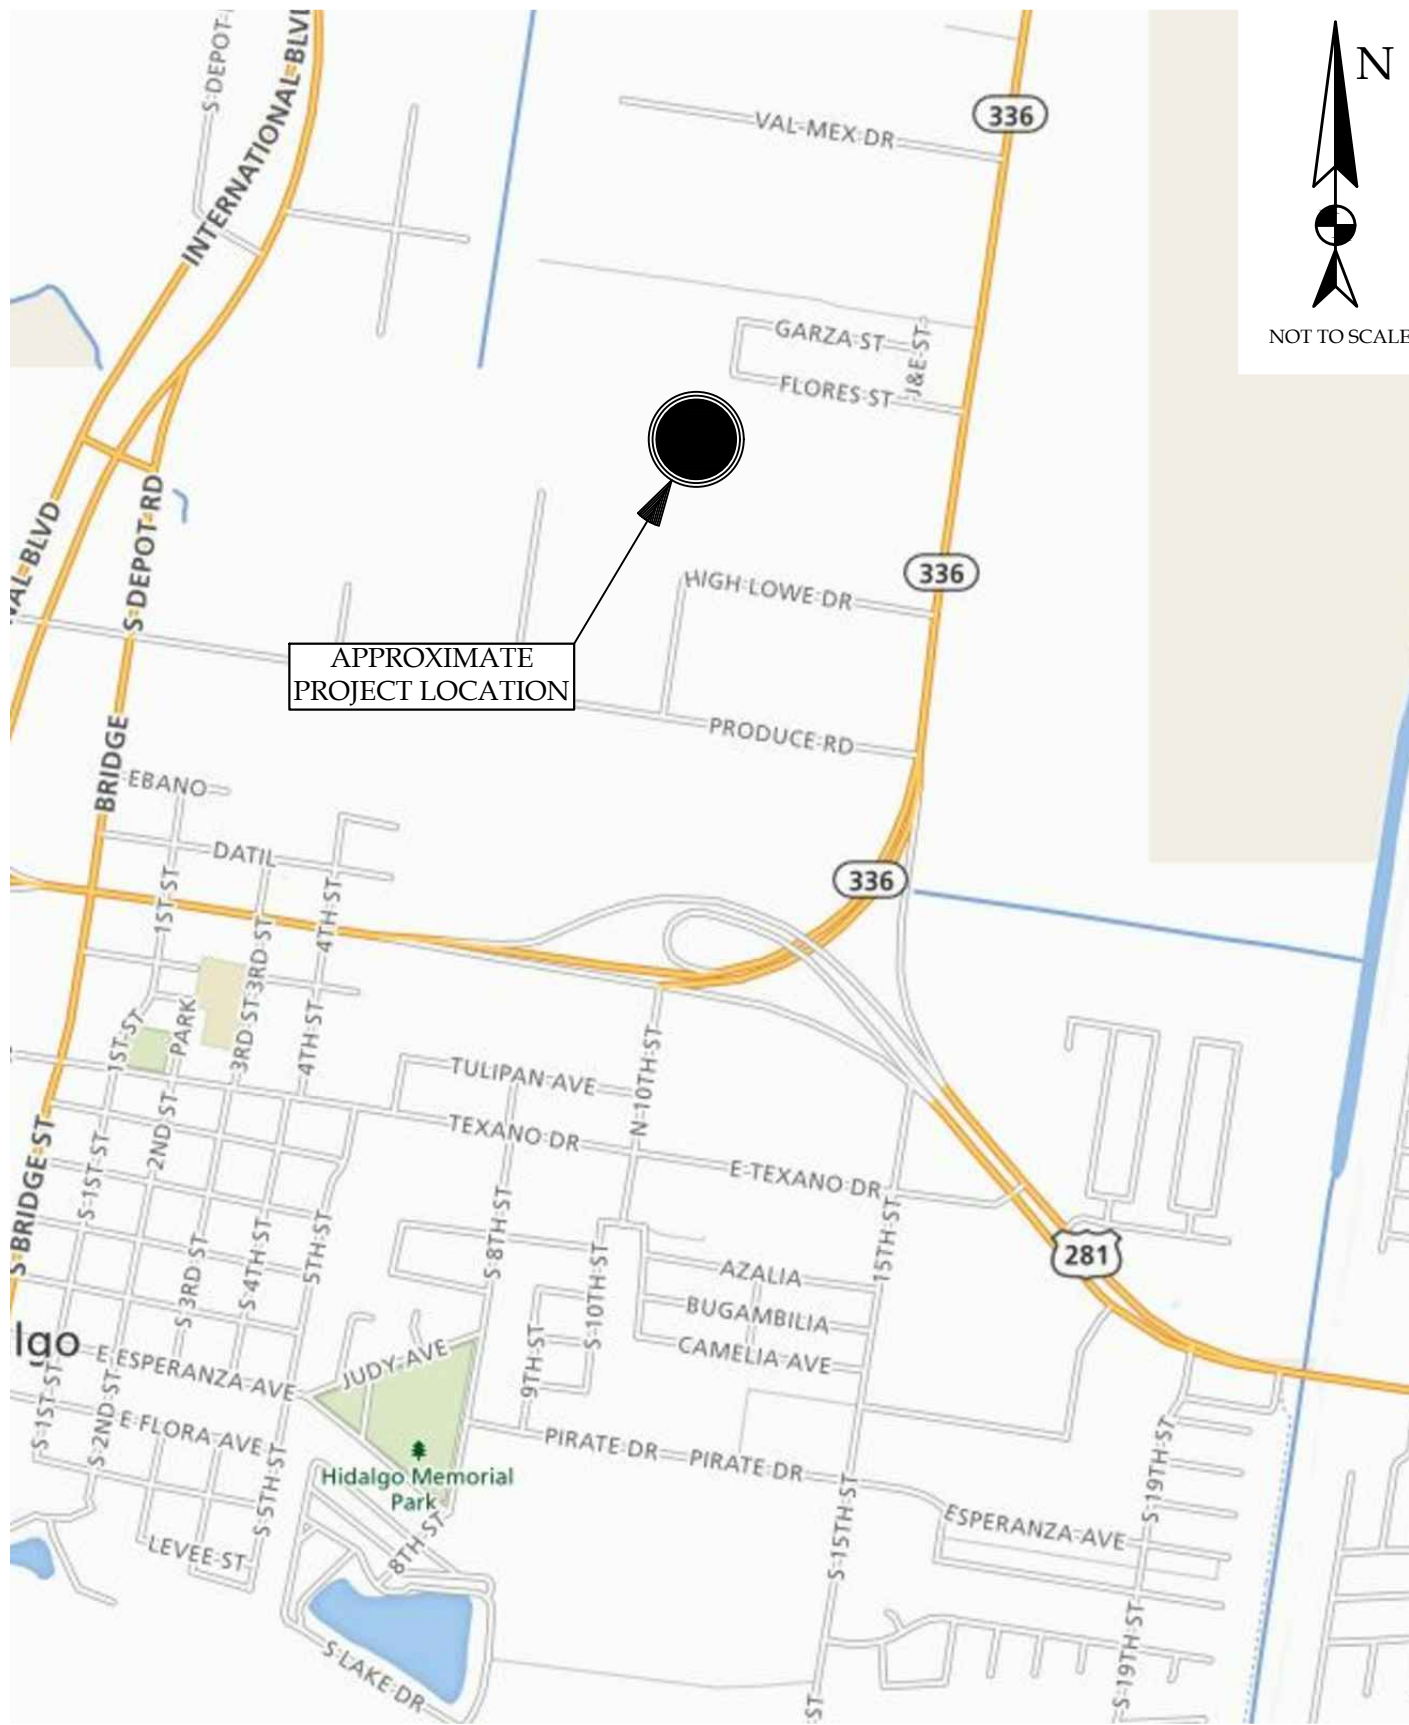 S DEPOT
INTERNATIONAL BLVD
N
336
VAL-MEX DR
NOT TO SCALE
GARZA ST
J&E ST
FLORES ST
S DEPOT RD
336
HIGH LOWE DR
APPROXIMATE
PROJECT LOCATION
PRODUCE RD
BRIDGE
EBANO
DATIL
336
1ST ST
4TH ST
3RD ST
3RD ST
PARK
1ST ST
4TH ST
N 10TH ST
TULIPAN AVE
TEXANO DR
E TEXANO DR
2ND ST
S 1ST ST
S BRIDGE ST
S 8TH ST
15TH ST
5TH ST
S 4TH ST
S 3RD ST
281
S 10TH ST
AZALIA
BUGAMBILIA
CAMELIA AVE
E ESPERANZA AVE
JUDY AVE
9TH ST
S 1ST ST
S 2ND ST
E FLORA AVE
PIRATE DR
PIRATE DR
Hidalgo Memorial
Park
S 5TH ST
S 19TH ST
8TH ST
S 15TH ST
ESPERANZA AVE
LEVEE ST
S LAKE DR
S 19TH ST
ST